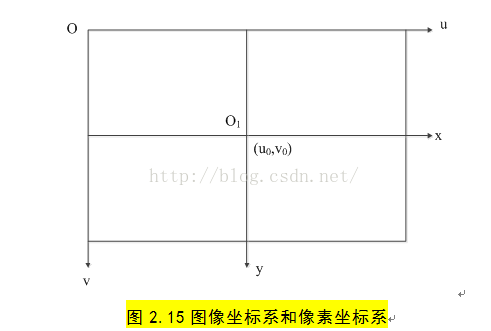 O
u
O₁
x
(u₀,v₀)
http://blog.csdn.net/
v
y
图 2.15 图像坐标系和像素坐标系